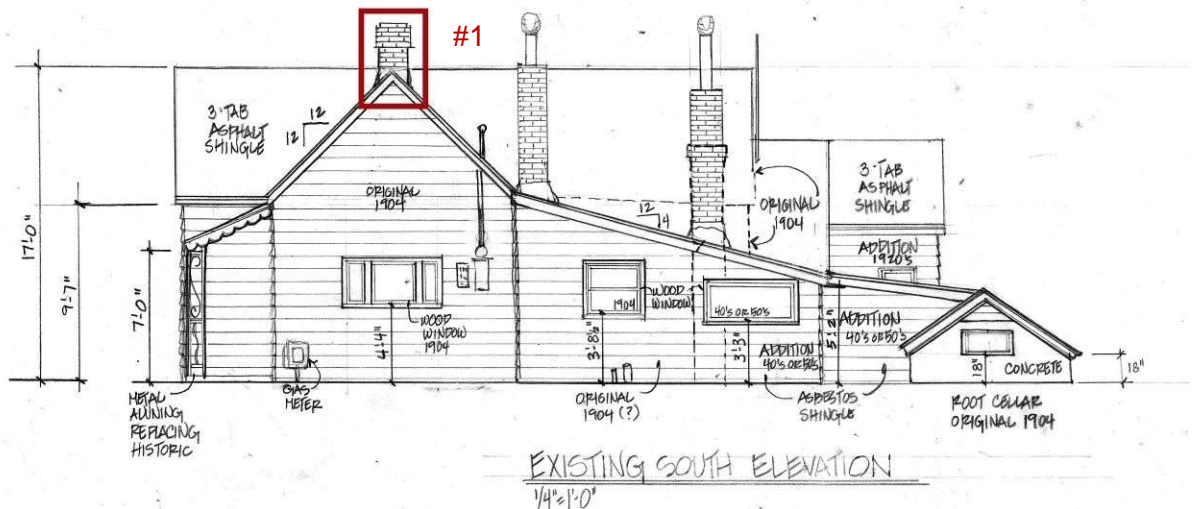 #1
3·TAB
ASPHALT
SHINGLE
12
12
ORIGINAL
1904
12
4
ORIGINAL
1904
3·TAB
ASPHALT
SHINGLE
ADDITION
1920'S
17'-0"
9'-7"
7'-0"
4'-4"
WOOD
WINDOW
1904
1904
WOOD
WINDOW
40'S OR 50'S
3'-8½"
3'-3"
5'-2"
ADDITION
40'S OR 50'S
ADDITION
40'S OR 50'S
18"
CONCRETE
18"
METAL
AWNING
REPLACING
HISTORIC
GAS
METER
ORIGINAL
1904 (?)
ASBESTOS
SHINGLE
ROOT CELLAR
ORIGINAL 1904
EXISTING SOUTH ELEVATION
1/4"=1'-0"